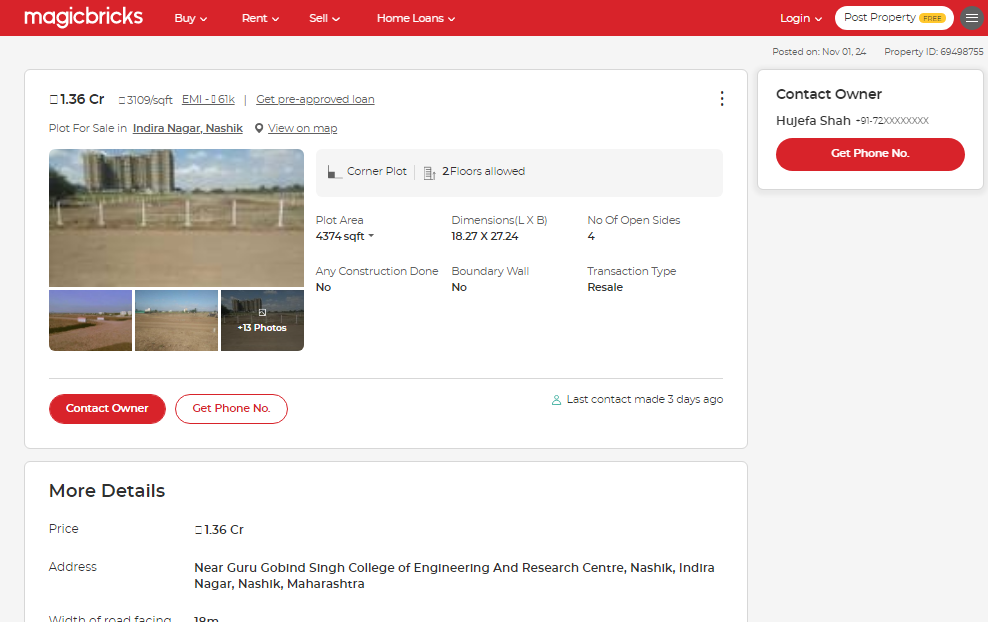 magicbricks
Buy Rent Sell Home Loans Login Post Property FREE
Posted on: Nov 01, 24 Property ID: 69498755
1.36 Cr 3109/sqft EMI - 61k | Get pre-approved loan
Plot For Sale in Indira Nagar, Nashik View on map
Corner Plot 2 Floors allowed
Plot Area Dimensions(L X B) No Of Open Sides
4374 sqft 18.27 X 27.24 4
Any Construction Done Boundary Wall Transaction Type
No No Resale
+13 Photos
Contact Owner Get Phone No. Last contact made 3 days ago
Contact Owner
Hujefa Shah +91-72XXXXXXXX
Get Phone No.
More Details
Price 1.36 Cr
Address Near Guru Gobind Singh College of Engineering And Research Centre, Nashik, Indira
Nagar, Nashik, Maharashtra
Width of road facing 18m